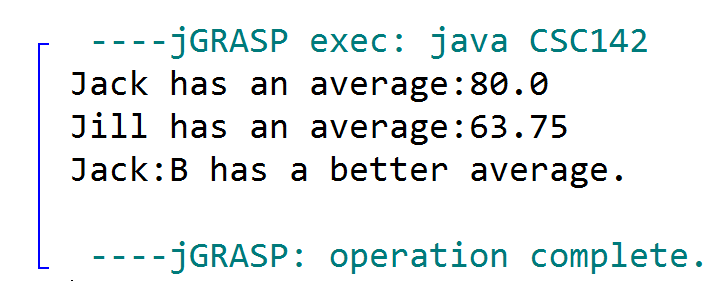 ----jGRASP exec: java CSC142
Jack has an average:80.0
Jill has an average:63.75
Jack:B has a better average.
----jGRASP: operation complete.